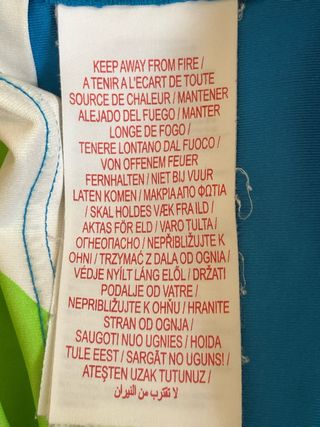 KEEP AWAY FROM FIRE /
A TENIR A L'ECART DE TOUTE
SOURCE DE CHALEUR / MANTENER
ALEJADO DEL FUEGO / MANTER
LONGE DE FOGO /
TENERE LONTANO DAL FUOCO /
VON OFFENEM FEUER
FERNHALTEN / NIET BIJ VUUR
LATEN KOMEN / ΜΑΚΡΙΑ ΑΠΟ ΦΩΤΙΑ
/ SKAL HOLDES VÆK FRA ILD /
AKTAS FÖR ELD / VARO TULTA /
ОГНЕОПАСНО / NEPŘIBLIŽUJTE K
OHNI / TRZYMAĆ Z DALA OD OGNIA /
VÉDJE NYÍLT LÁNG ELŐL / DRŽATI
PODALJE OD VATRE /
NEPRIBLIŽUJTE K OHŇU / HRANITE
STRAN OD OGNJA /
SAUGOTI NUO UGNIES / HOIDA
TULE EEST / SARGĀT NO UGUNS! /
ATEŞTEN UZAK TUTUNUZ /
لا تقترب من النيران